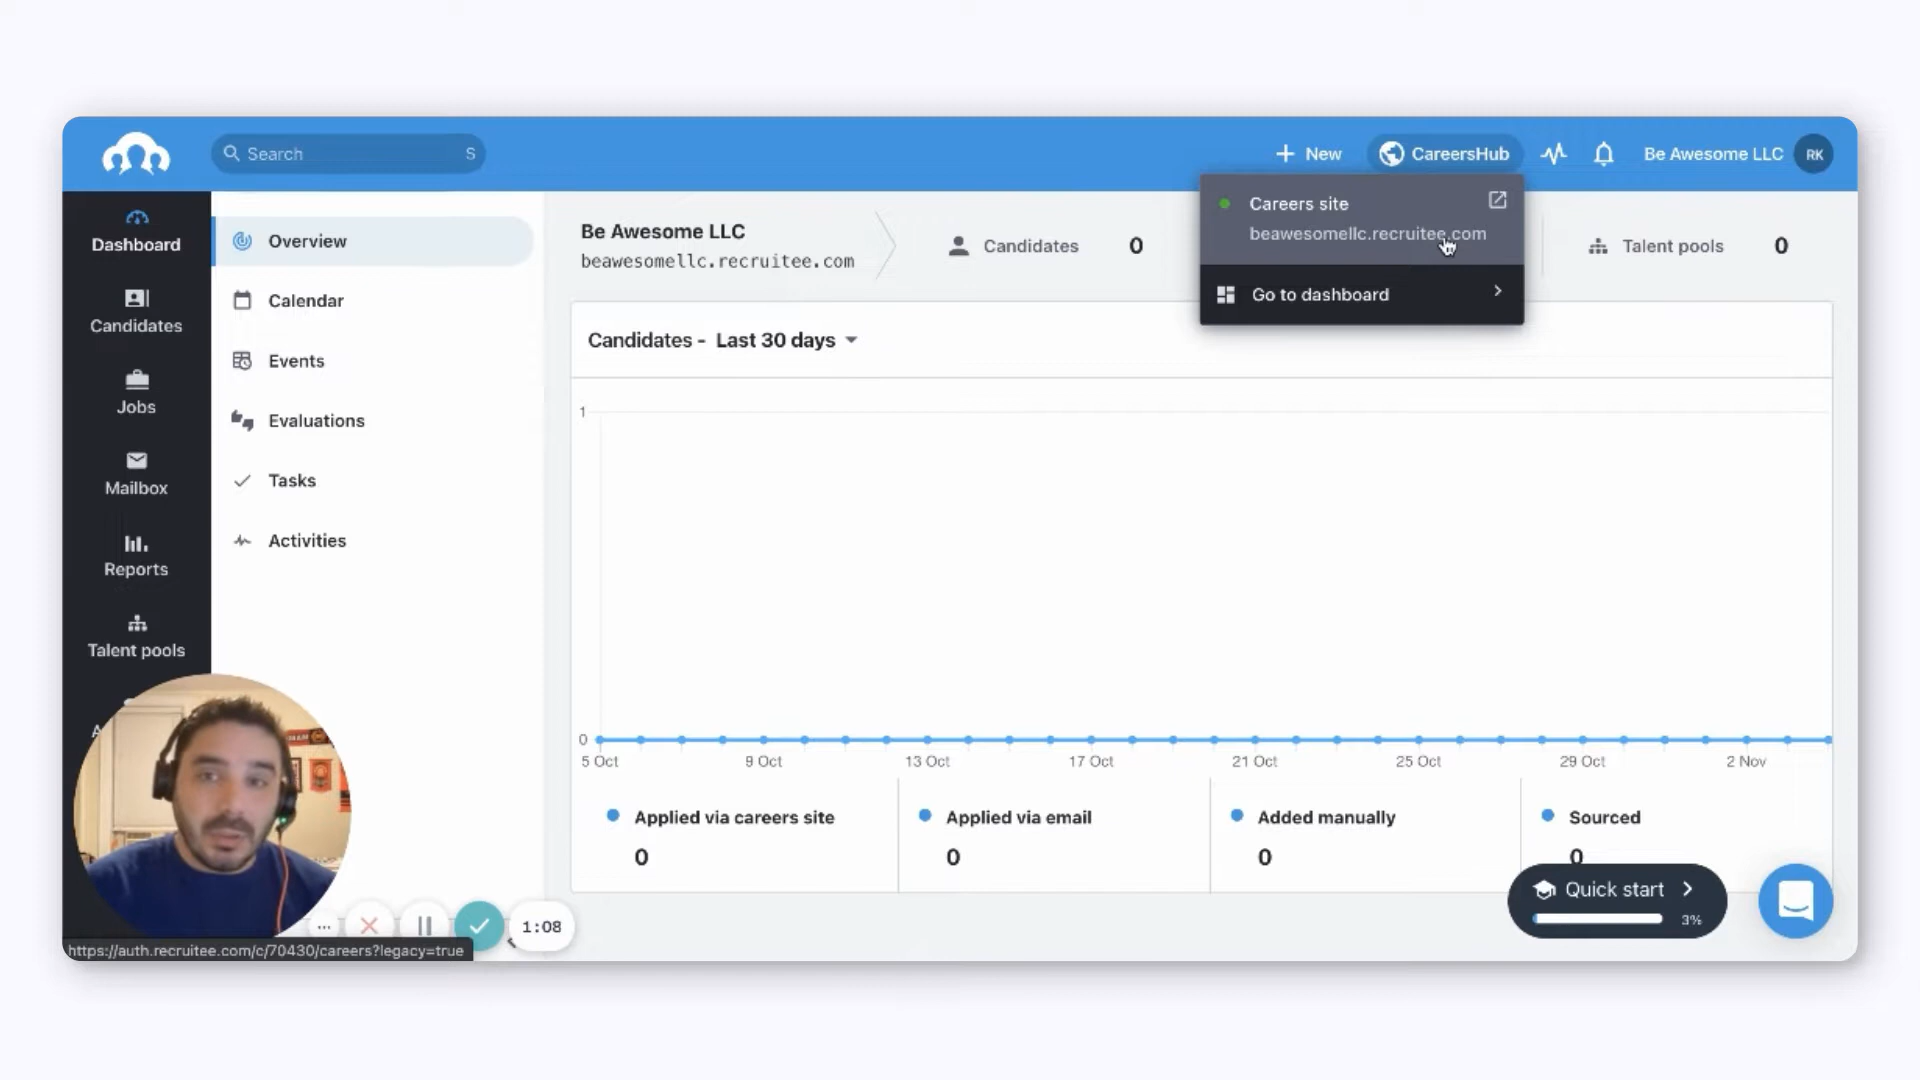 Search
S
New
CareersHub
Be Awesome LLC
RK
Dashboard
Candidates
Jobs
Mailbox
Reports
Talent pools
Overview
Calendar
Events
Evaluations
Tasks
Activities
Be Awesome LLC
beawesomellc.recruitee.com
Candidates
0
Careers site
beawesomellc.recruitee.com
Go to dashboard
Talent pools
0
Candidates - Last 30 days
1
0
5 Oct
9 Oct
13 Oct
17 Oct
21 Oct
25 Oct
29 Oct
2 Nov
Applied via careers site
0
Applied via email
0
Added manually
0
Sourced
0
Quick start
3%
1:08
https://auth.recruitee.com/c/70430/careers?legacy=true